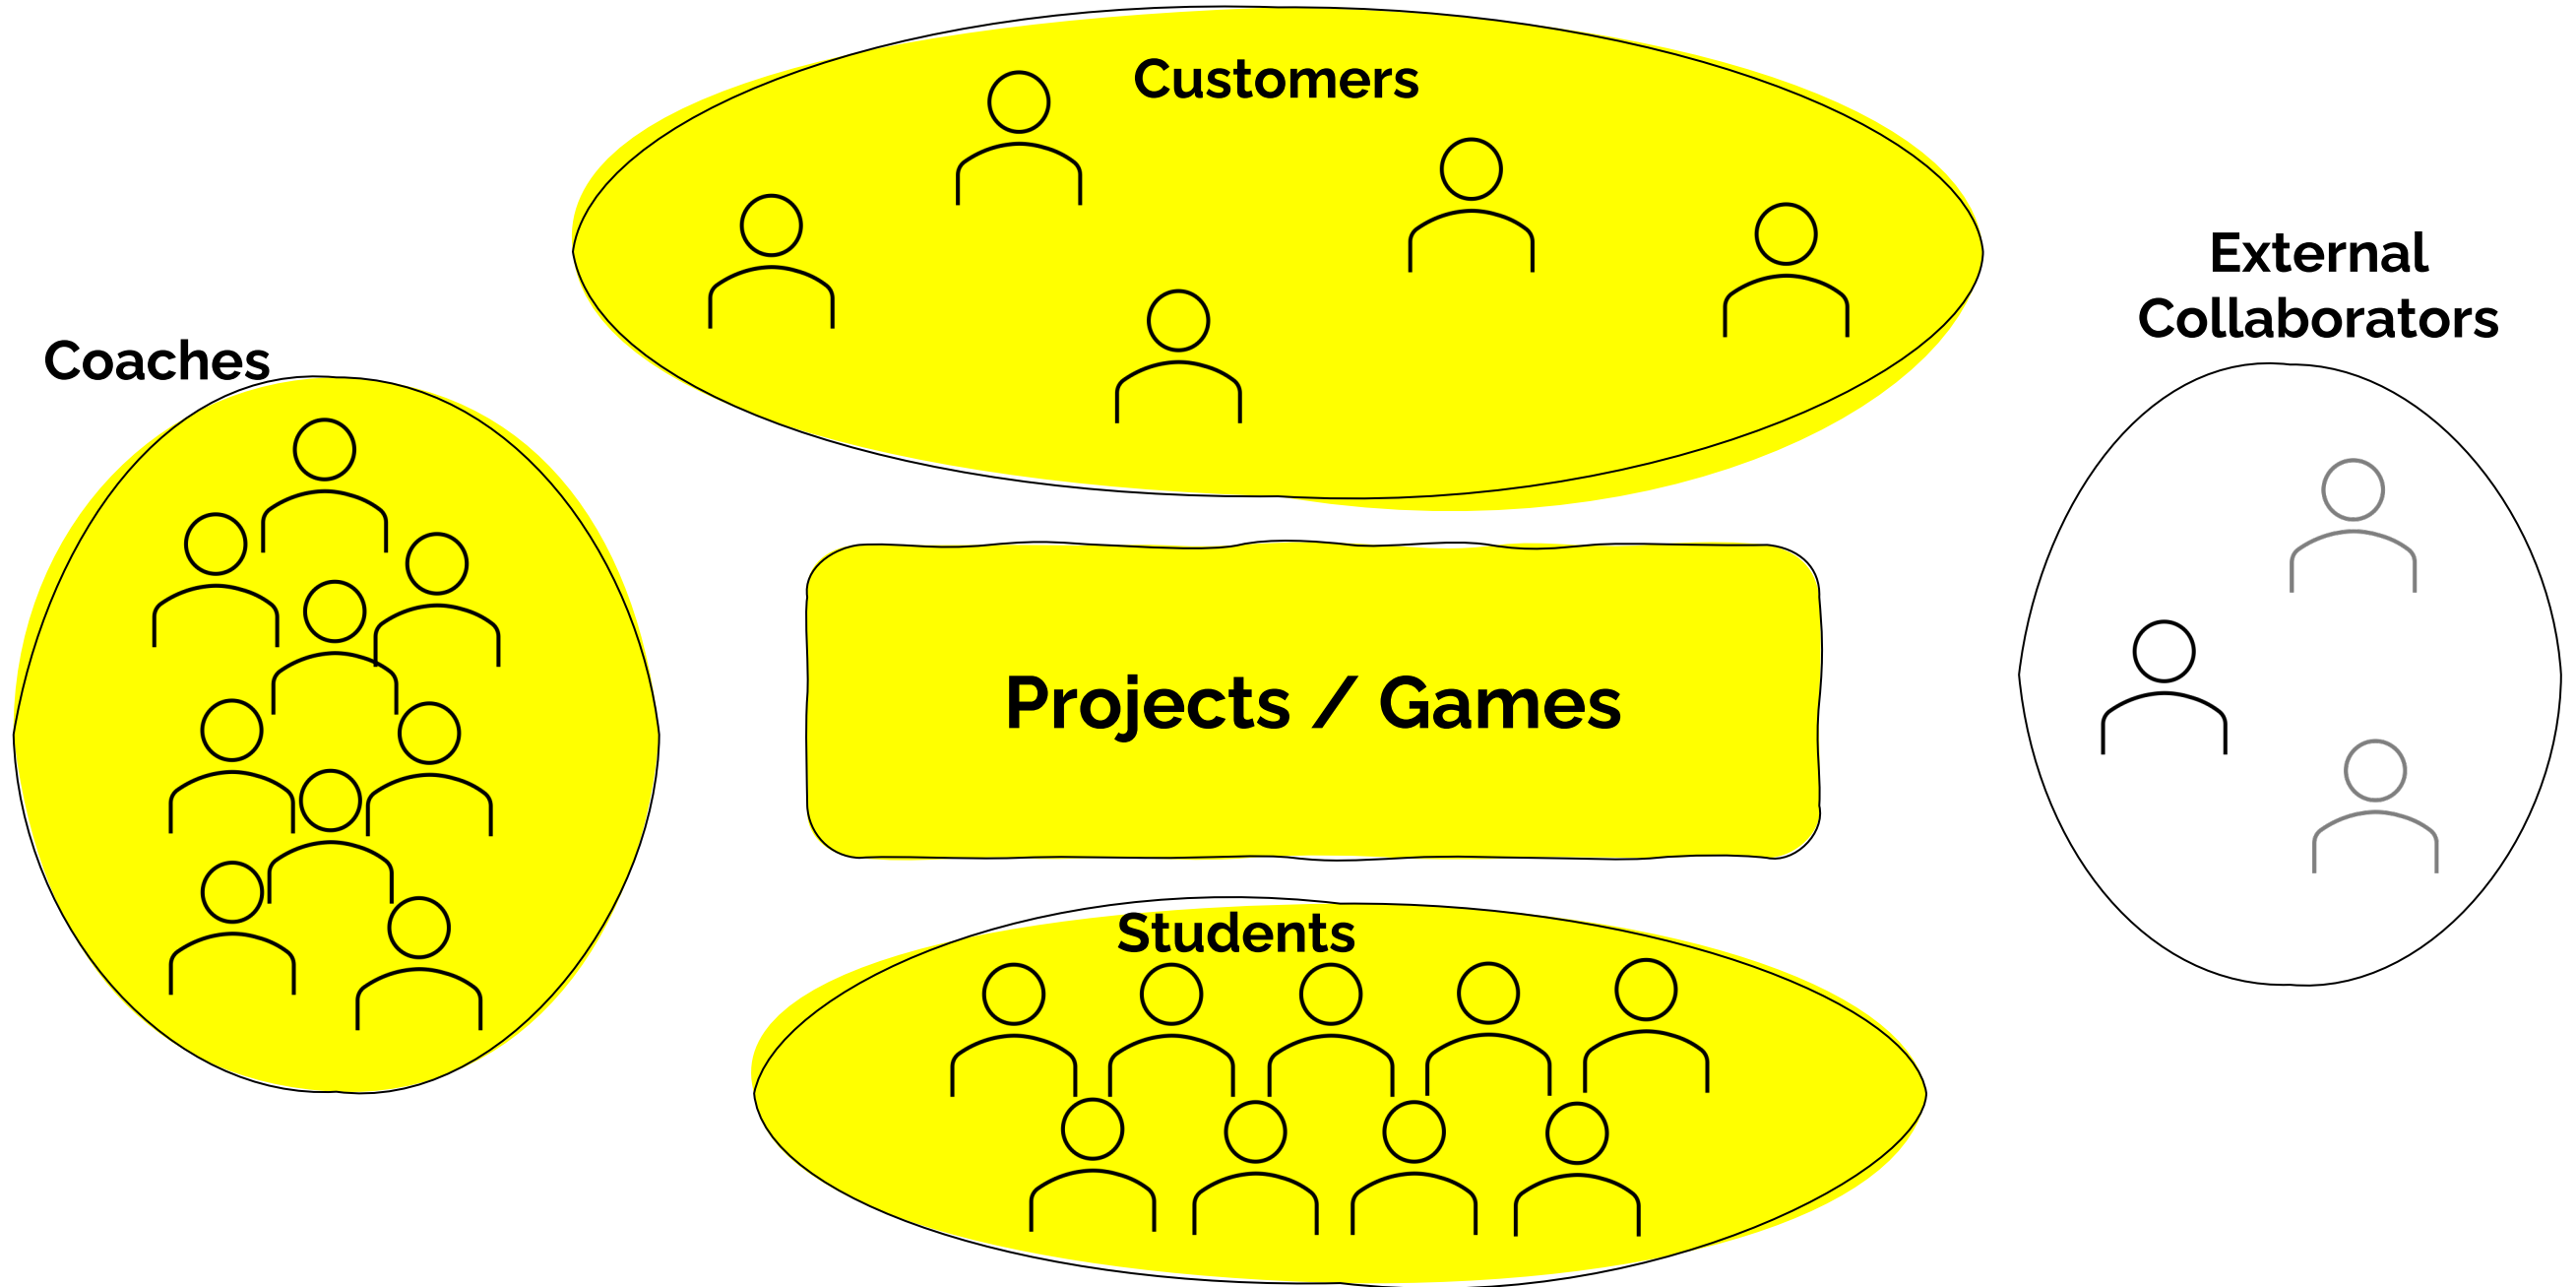 Customers
External
Collaborators
Coaches
Projects / Games
Students